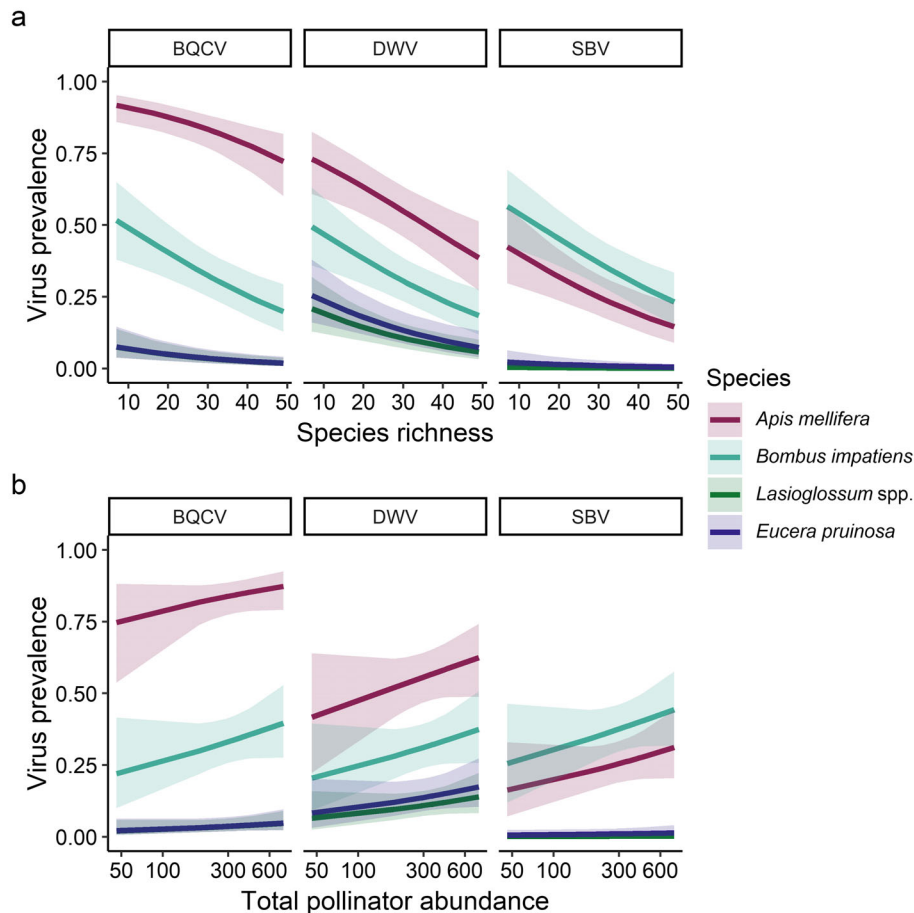 a
BQCV DWV SBV
1.00
0.75
0.50
0.25
0.00
Virus prevalence
10 20 30 40 50 10 20 30 40 50 10 20 30 40 50
Species richness
Species
Apis mellifera
Bombus impatiens
Lasioglossum spp.
Eucera pruinosa
b
BQCV DWV SBV
1.00
0.75
0.50
0.25
0.00
Virus prevalence
50 100 300 600 50 100 300 600 50 100 300 600
Total pollinator abundance